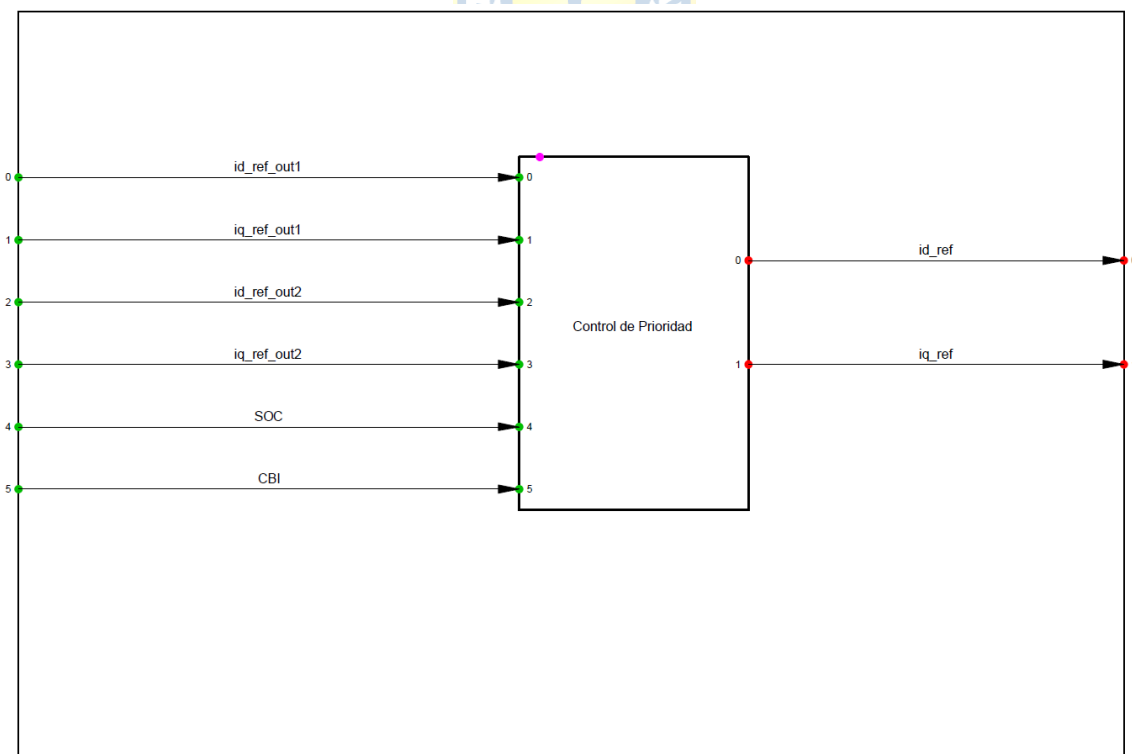 id_ref_out1
0
0
iq_ref_out1
1
1
id_ref
0
id_ref_out2
2
2
Control de Prioridad
iq_ref_out2
3
3
iq_ref
1
SOC
4
4
CBI
5
5